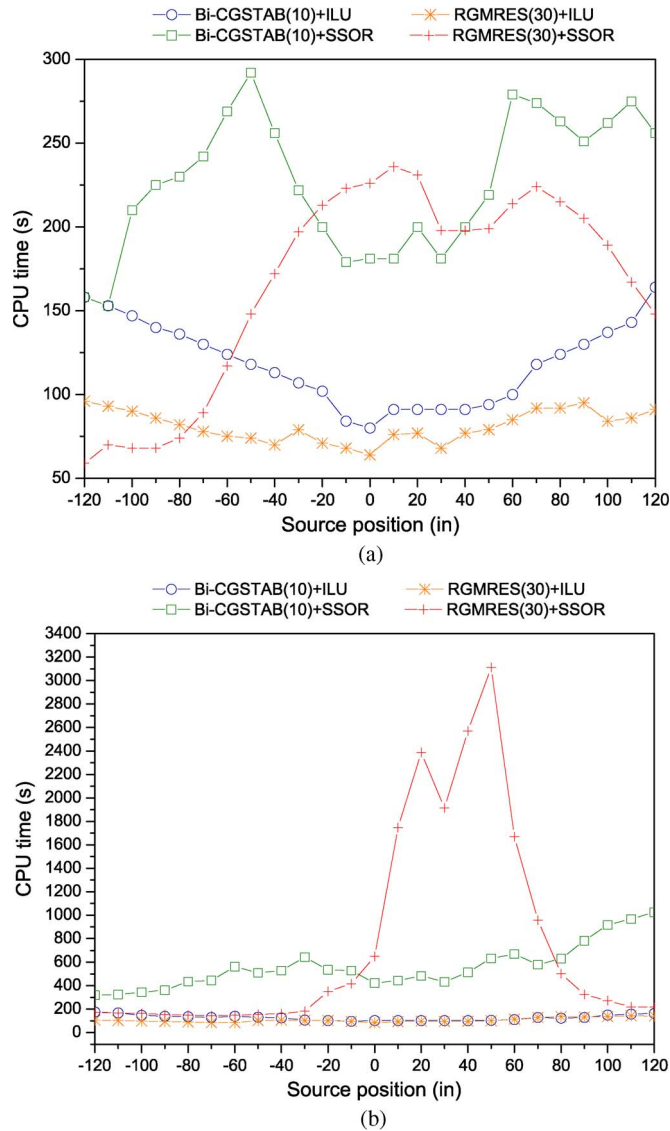 Bi-CGSTAB(10)+ILU RGMRES(30)+ILU
Bi-CGSTAB(10)+SSOR RGMRES(30)+SSOR
300
250
200
150
100
50
CPU time (s)
-120 -100 -80 -60 -40 -20 0 20 40 60 80 100 120
Source position (in)
(a)
Bi-CGSTAB(10)+ILU RGMRES(30)+ILU
Bi-CGSTAB(10)+SSOR RGMRES(30)+SSOR
3400
3200
3000
2800
2600
2400
2200
2000
1800
1600
1400
1200
1000
800
600
400
200
0
CPU time (s)
-120 -100 -80 -60 -40 -20 0 20 40 60 80 100 120
Source position (in)
(b)